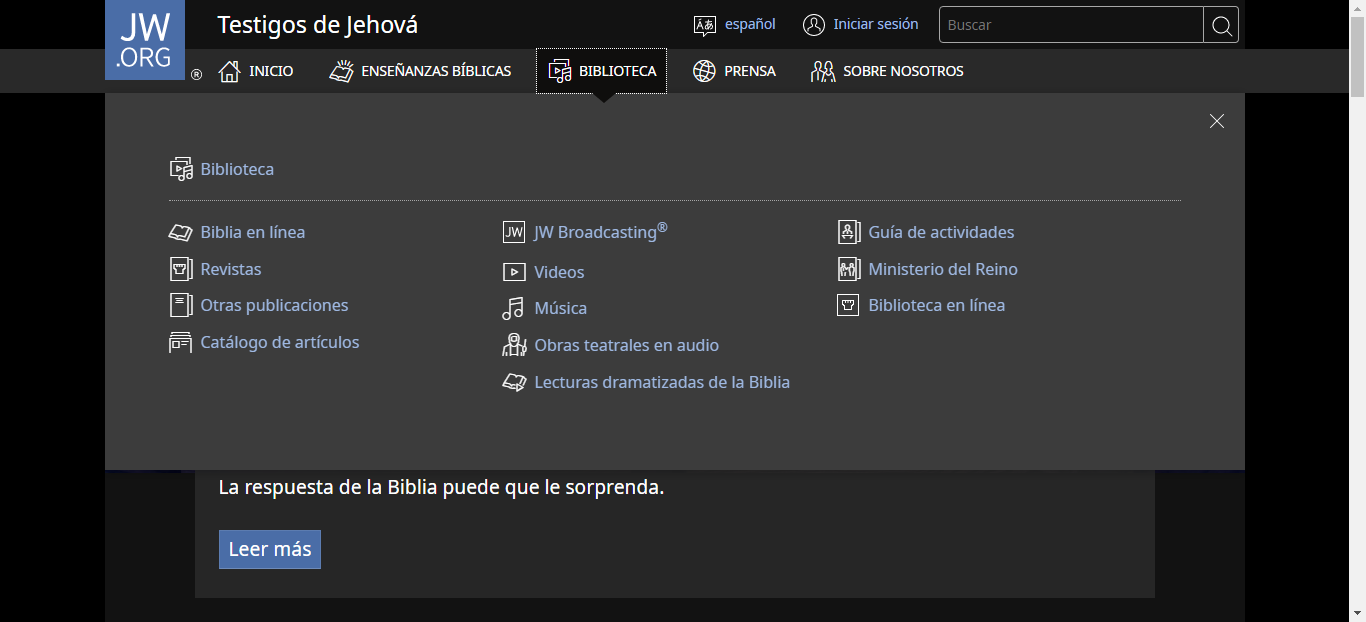 JW
.ORG
®
Testigos de Jehová
español
Iniciar sesión
Buscar
INICIO
ENSEÑANZAS BÍBLICAS
BIBLIOTECA
PRENSA
SOBRE NOSOTROS
Biblioteca
Biblia en línea
Revistas
Otras publicaciones
Catálogo de artículos
JW JW Broadcasting®
Videos
Música
Obras teatrales en audio
Lecturas dramatizadas de la Biblia
Guía de actividades
Ministerio del Reino
Biblioteca en línea
La respuesta de la Biblia puede que le sorprenda.
Leer más